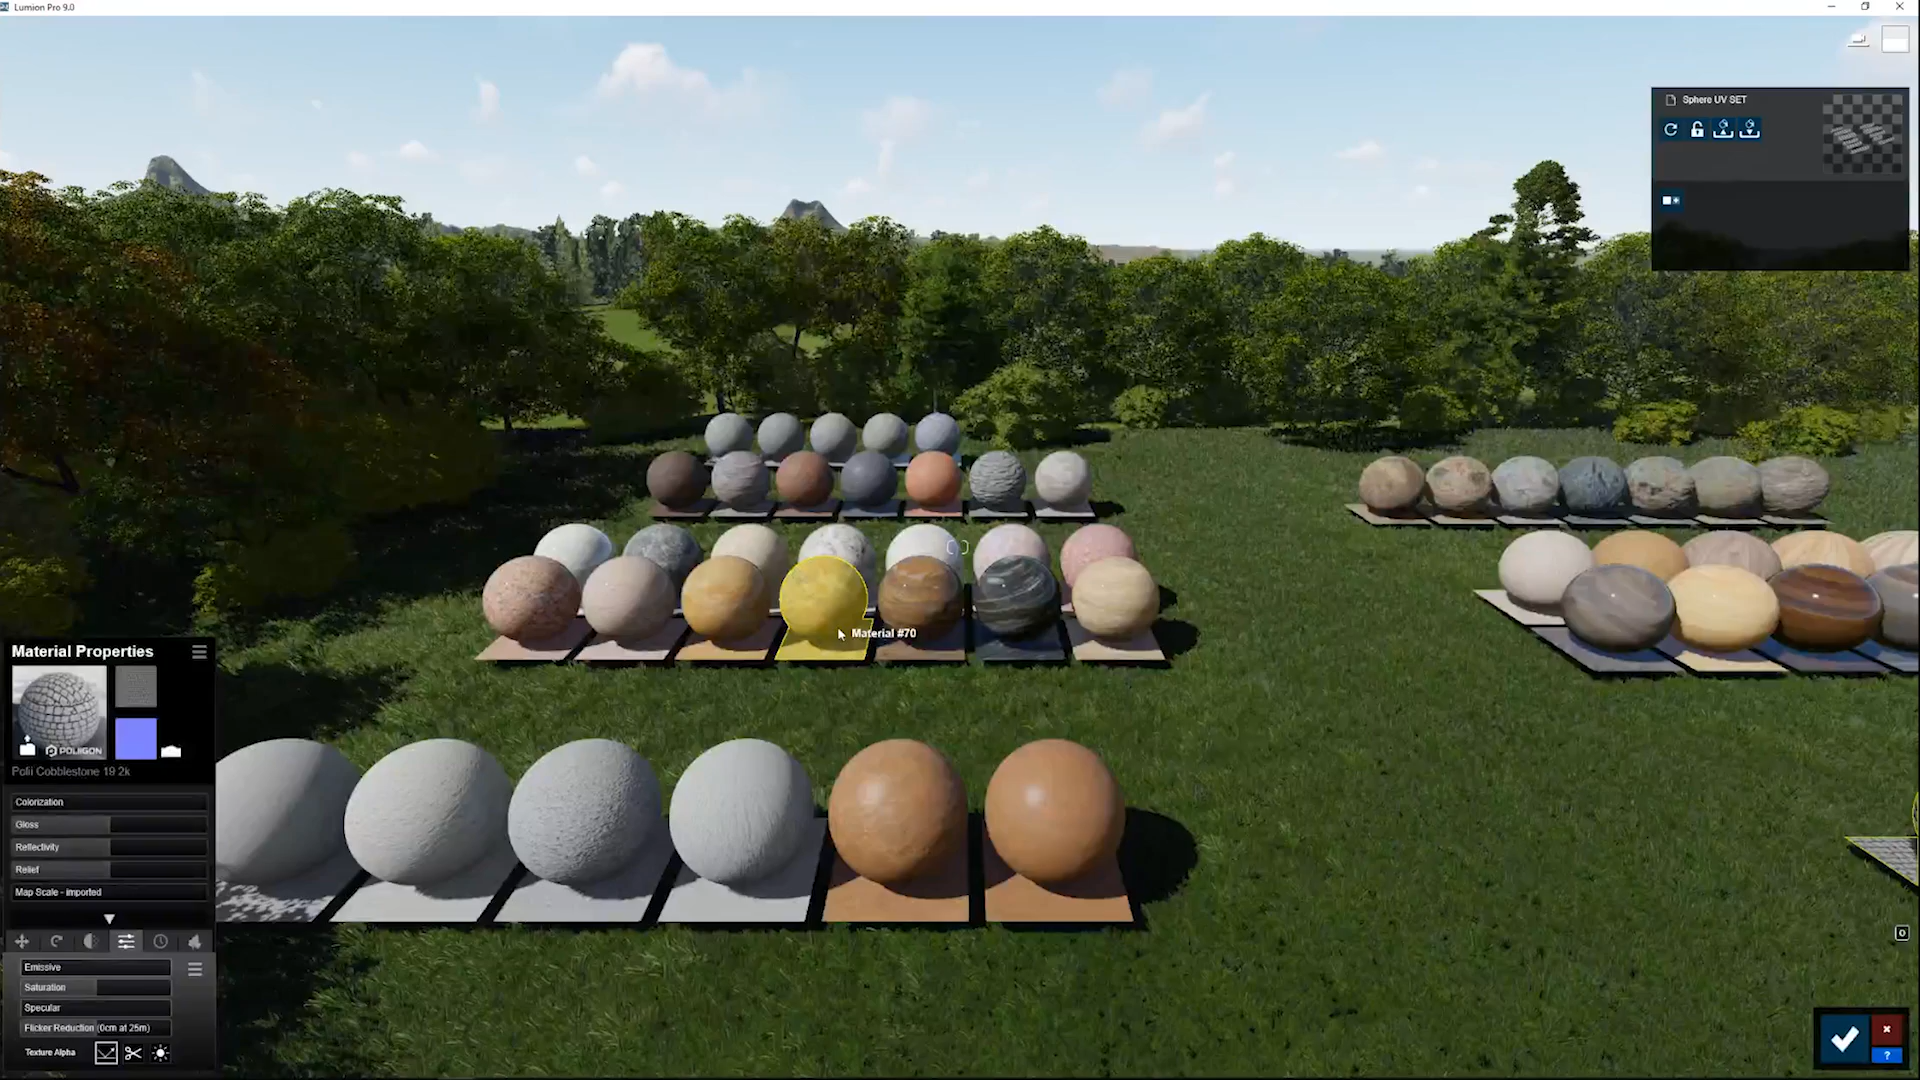 Lumion Pro 9.0
Sphere UV SET
Material #70
Material Properties
POLIIGON
Polii Cobblestone 19 2k
Colorization
Gloss
Reflectivity
Relief
Map Scale - imported
Emissive
Saturation
Specular
Flicker Reduction (0cm at 25m)
Texture Alpha
O
?